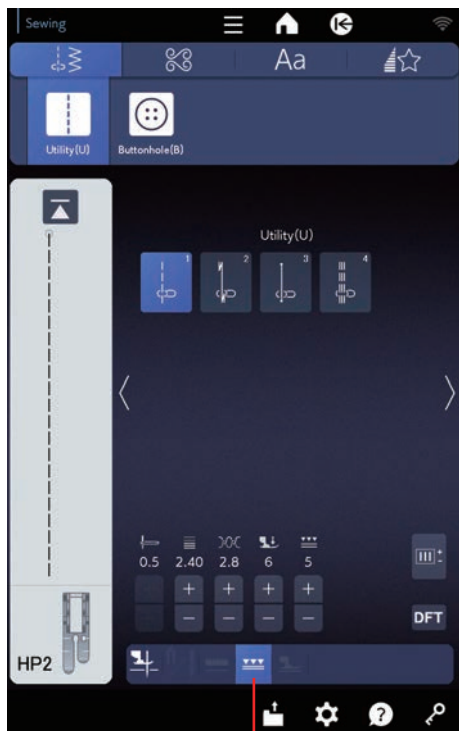 Sewing
Aa
Utility(U) Buttonhole(B)
Utility(U)
1 2 3 4
0.5 2.40 2.8 6 5
+ + + +
− − − −
DFT
HP2
?